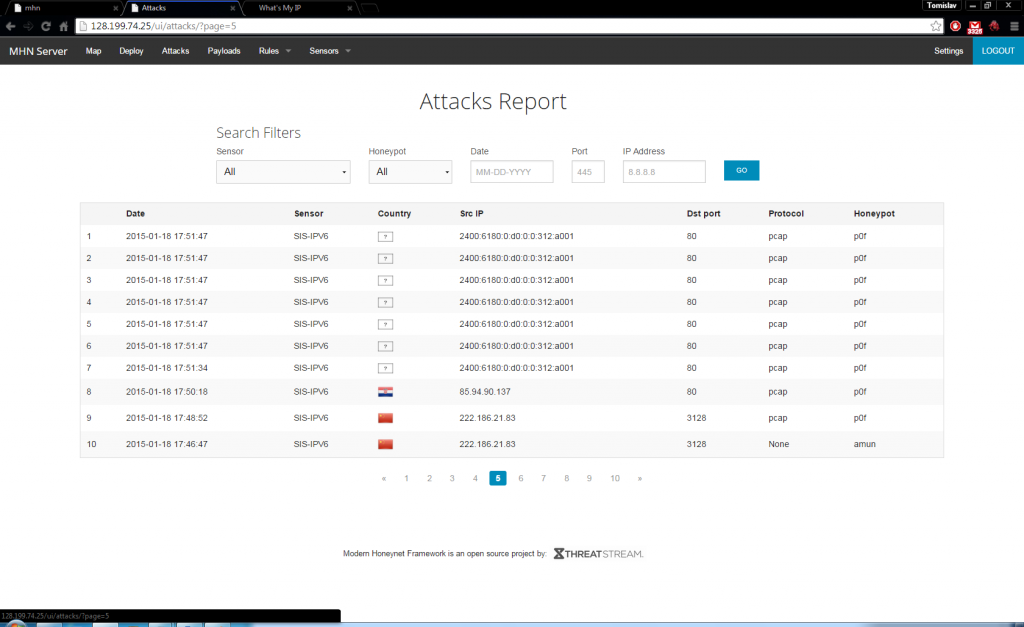 mhn
Attacks
What's My IP
Tomislav
128.199.74.25/ui/attacks/?page=5
3325
MHN Server Map Deploy Attacks Payloads Rules Sensors Settings LOGOUT
Attacks Report
Search Filters
Sensor Honeypot Date Port IP Address
All All MM-DD-YYYY 445 8.8.8.8 GO
Date Sensor Country Src IP Dst port Protocol Honeypot
1 2015-01-18 17:51:47 SIS-IPV6 ? 2400:6180:0:d0:0:0:312:a001 80 pcap p0f
2 2015-01-18 17:51:47 SIS-IPV6 ? 2400:6180:0:d0:0:0:312:a001 80 pcap p0f
3 2015-01-18 17:51:47 SIS-IPV6 ? 2400:6180:0:d0:0:0:312:a001 80 pcap p0f
4 2015-01-18 17:51:47 SIS-IPV6 ? 2400:6180:0:d0:0:0:312:a001 80 pcap p0f
5 2015-01-18 17:51:47 SIS-IPV6 ? 2400:6180:0:d0:0:0:312:a001 80 pcap p0f
6 2015-01-18 17:51:47 SIS-IPV6 ? 2400:6180:0:d0:0:0:312:a001 80 pcap p0f
7 2015-01-18 17:51:34 SIS-IPV6 ? 2400:6180:0:d0:0:0:312:a001 80 pcap p0f
8 2015-01-18 17:50:18 SIS-IPV6 85.94.90.137 80 pcap p0f
9 2015-01-18 17:48:52 SIS-IPV6 222.186.21.83 3128 pcap p0f
10 2015-01-18 17:46:47 SIS-IPV6 222.186.21.83 3128 None amun
« 1 2 3 4 5 6 7 8 9 10 »
Modern Honeynet Framework is an open source project by: THREATSTREAM.
128.199.74.25/ui/attacks/?page=5